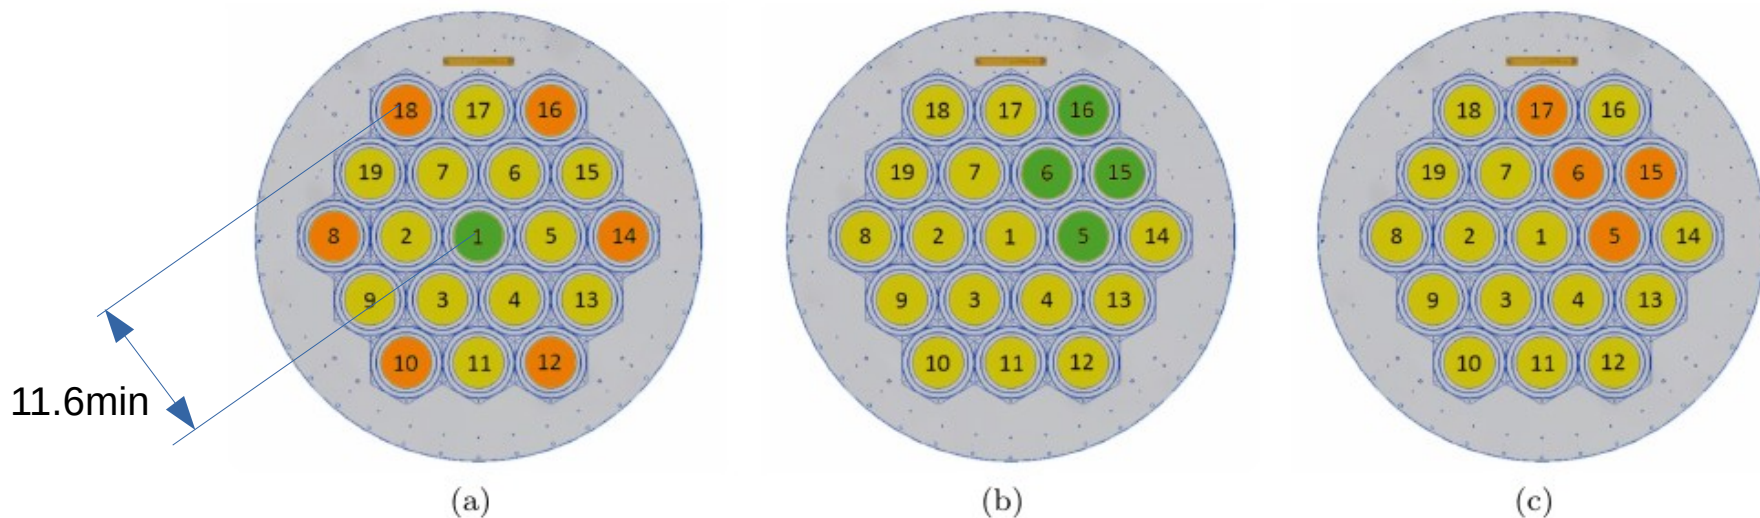 18 17 16 18 17 16 18 17 16
19 7 6 15 19 7 6 15 19 7 6 15
8 2 1 5 14 8 2 1 5 14 8 2 1 5 14
9 3 4 13 9 3 4 13 9 3 4 13
10 11 12 10 11 12 10 11 12
11.6min
(a) (b) (c)